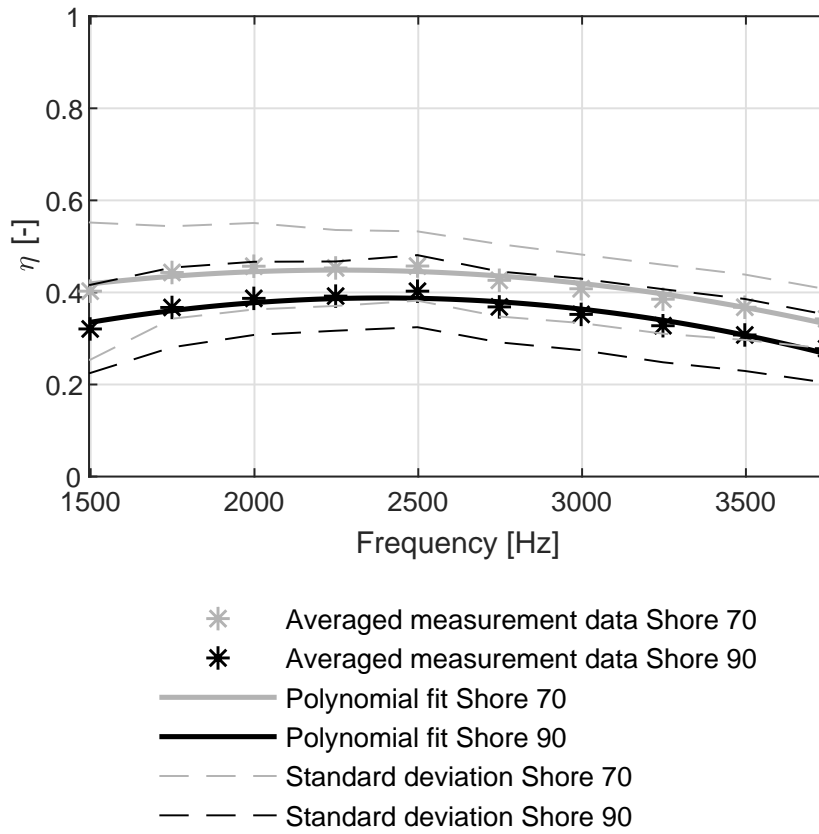 1
0.8
0.6
0.4
0.2
0
η [-]
1500 2000 2500 3000 3500
Frequency [Hz]
Averaged measurement data Shore 70
Averaged measurement data Shore 90
Polynomial fit Shore 70
Polynomial fit Shore 90
Standard deviation Shore 70
Standard deviation Shore 90